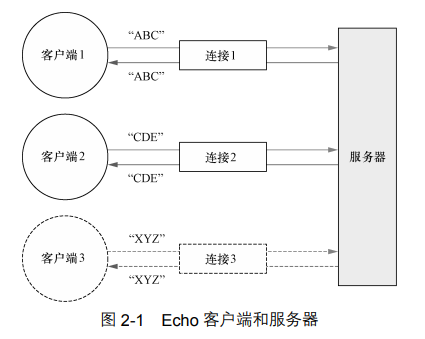 “ABC”
客户端1
连接1
“ABC”
“CDE”
客户端2
连接2
服务器
“CDE”
“XYZ”
客户端3
连接3
“XYZ”
图 2-1 Echo 客户端和服务器